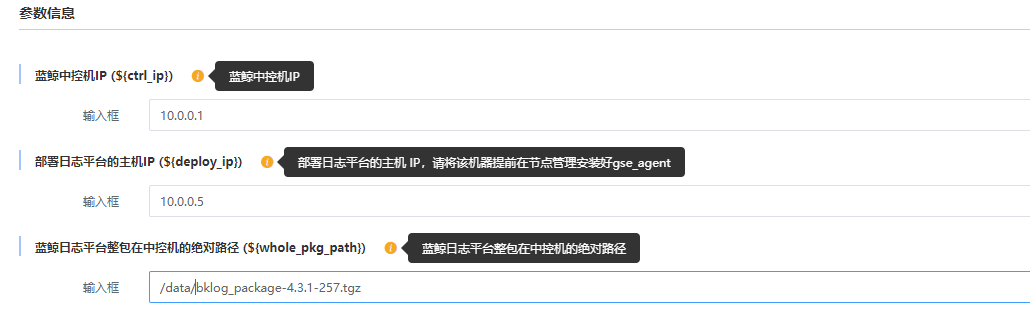 参数信息
蓝鲸中控机IP (${ctrl_ip}) 蓝鲸中控机IP
输入框 10.0.0.1
部署日志平台的主机IP (${deploy_ip}) 部署日志平台的主机 IP，请将该机器提前在节点管理安装好gse_agent
输入框 10.0.0.5
蓝鲸日志平台整包在中控机的绝对路径 (${whole_pkg_path}) 蓝鲸日志平台整包在中控机的绝对路径
输入框 /data/bklog_package-4.3.1-257.tgz